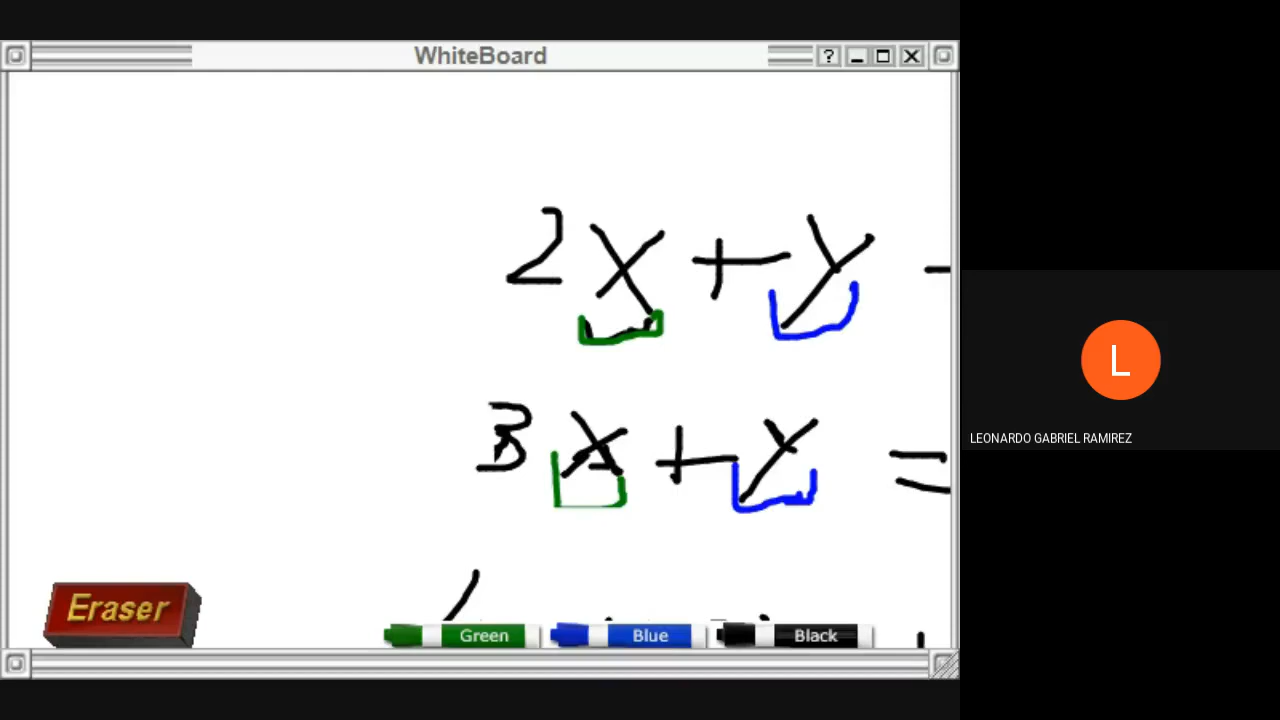 WhiteBoard
?
2x + y
3x + y =
L
LEONARDO GABRIEL RAMIREZ
Eraser
Green Blue Black